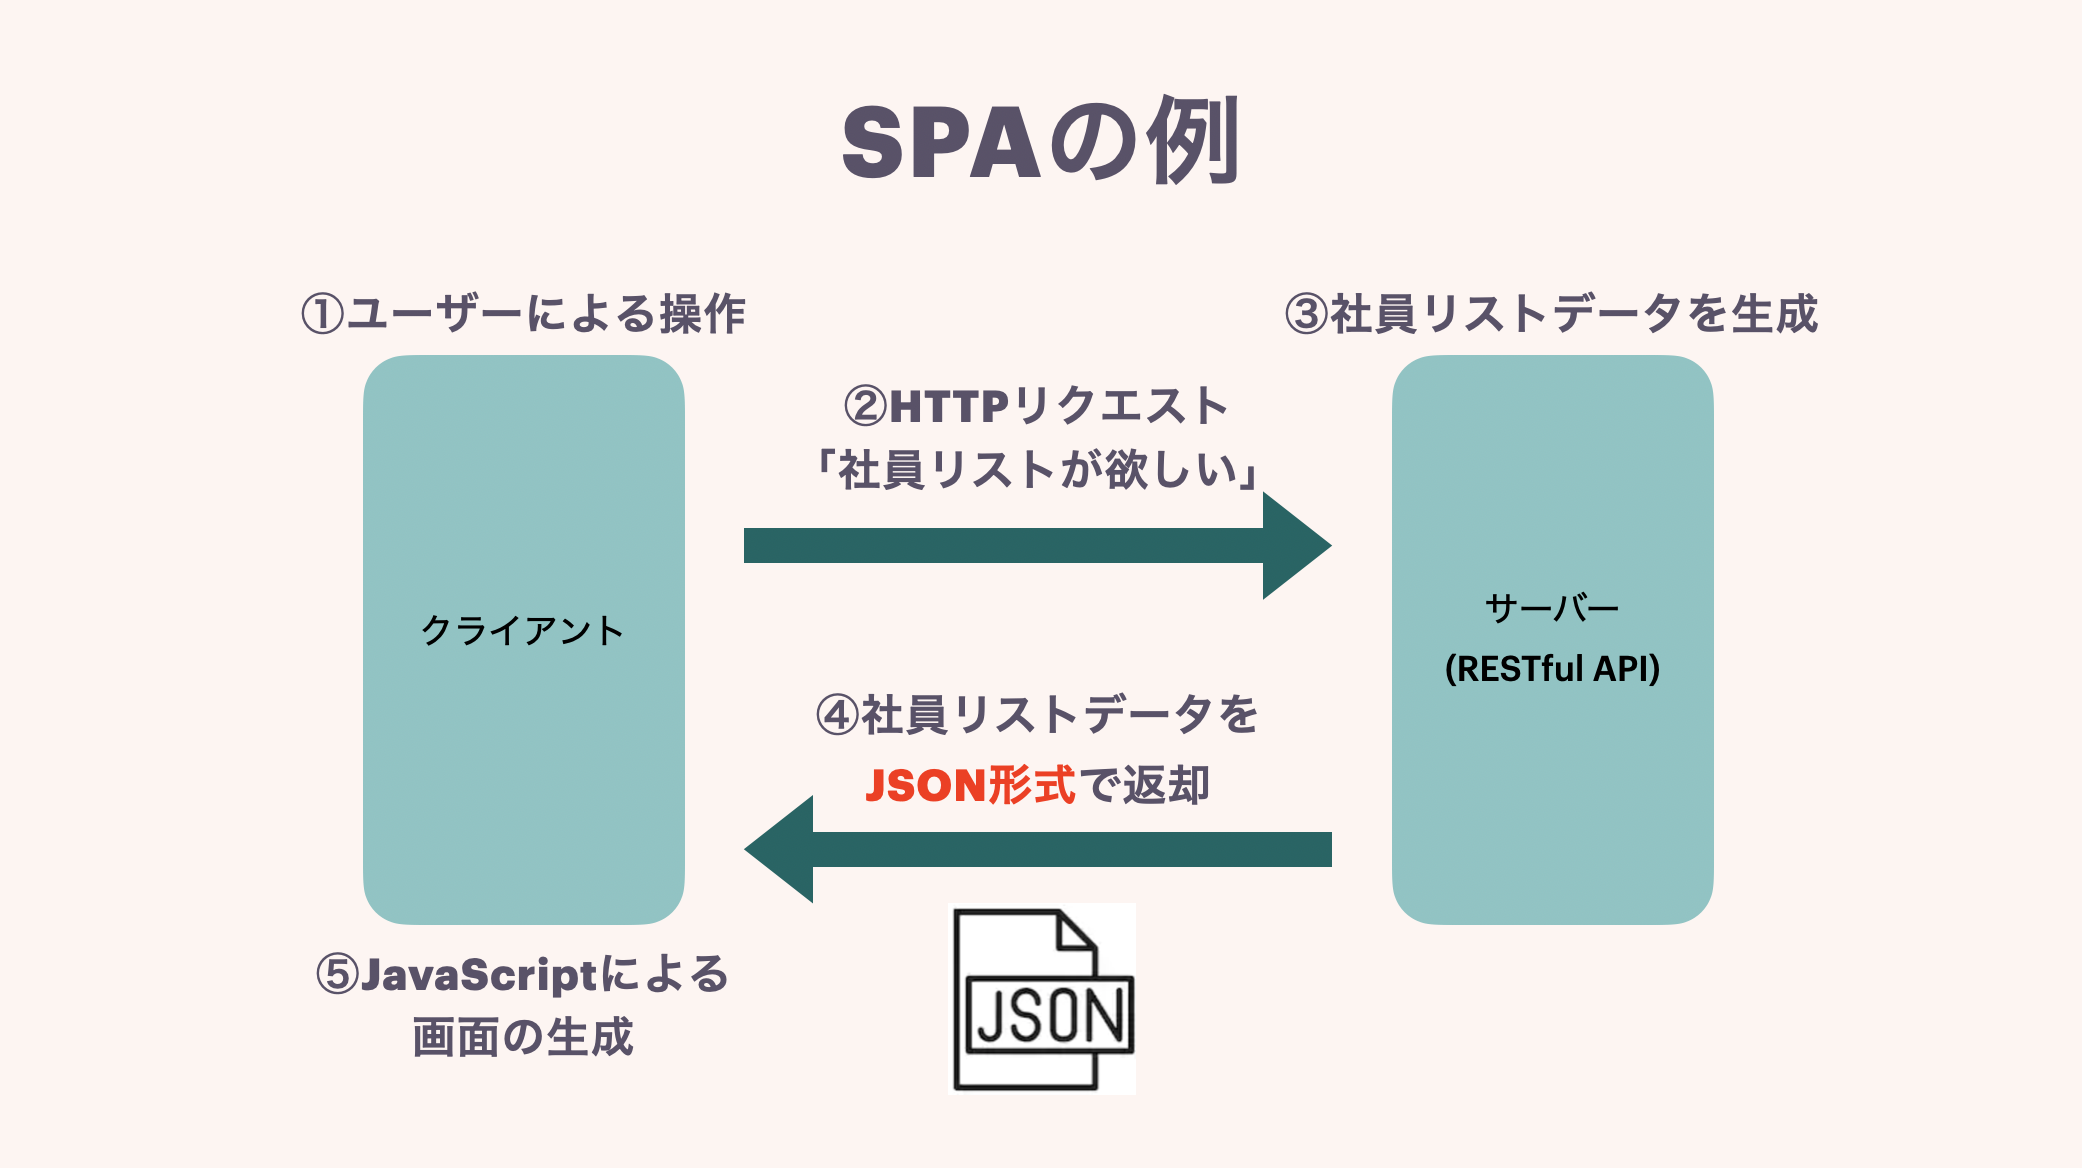 SPAの例
①ユーザーによる操作
クライアント
②HTTPリクエスト
「社員リストが欲しい」
③社員リストデータを生成
サーバー
(RESTful API)
④社員リストデータを
JSON形式で返却
JSON
⑤JavaScriptによる
画面の生成